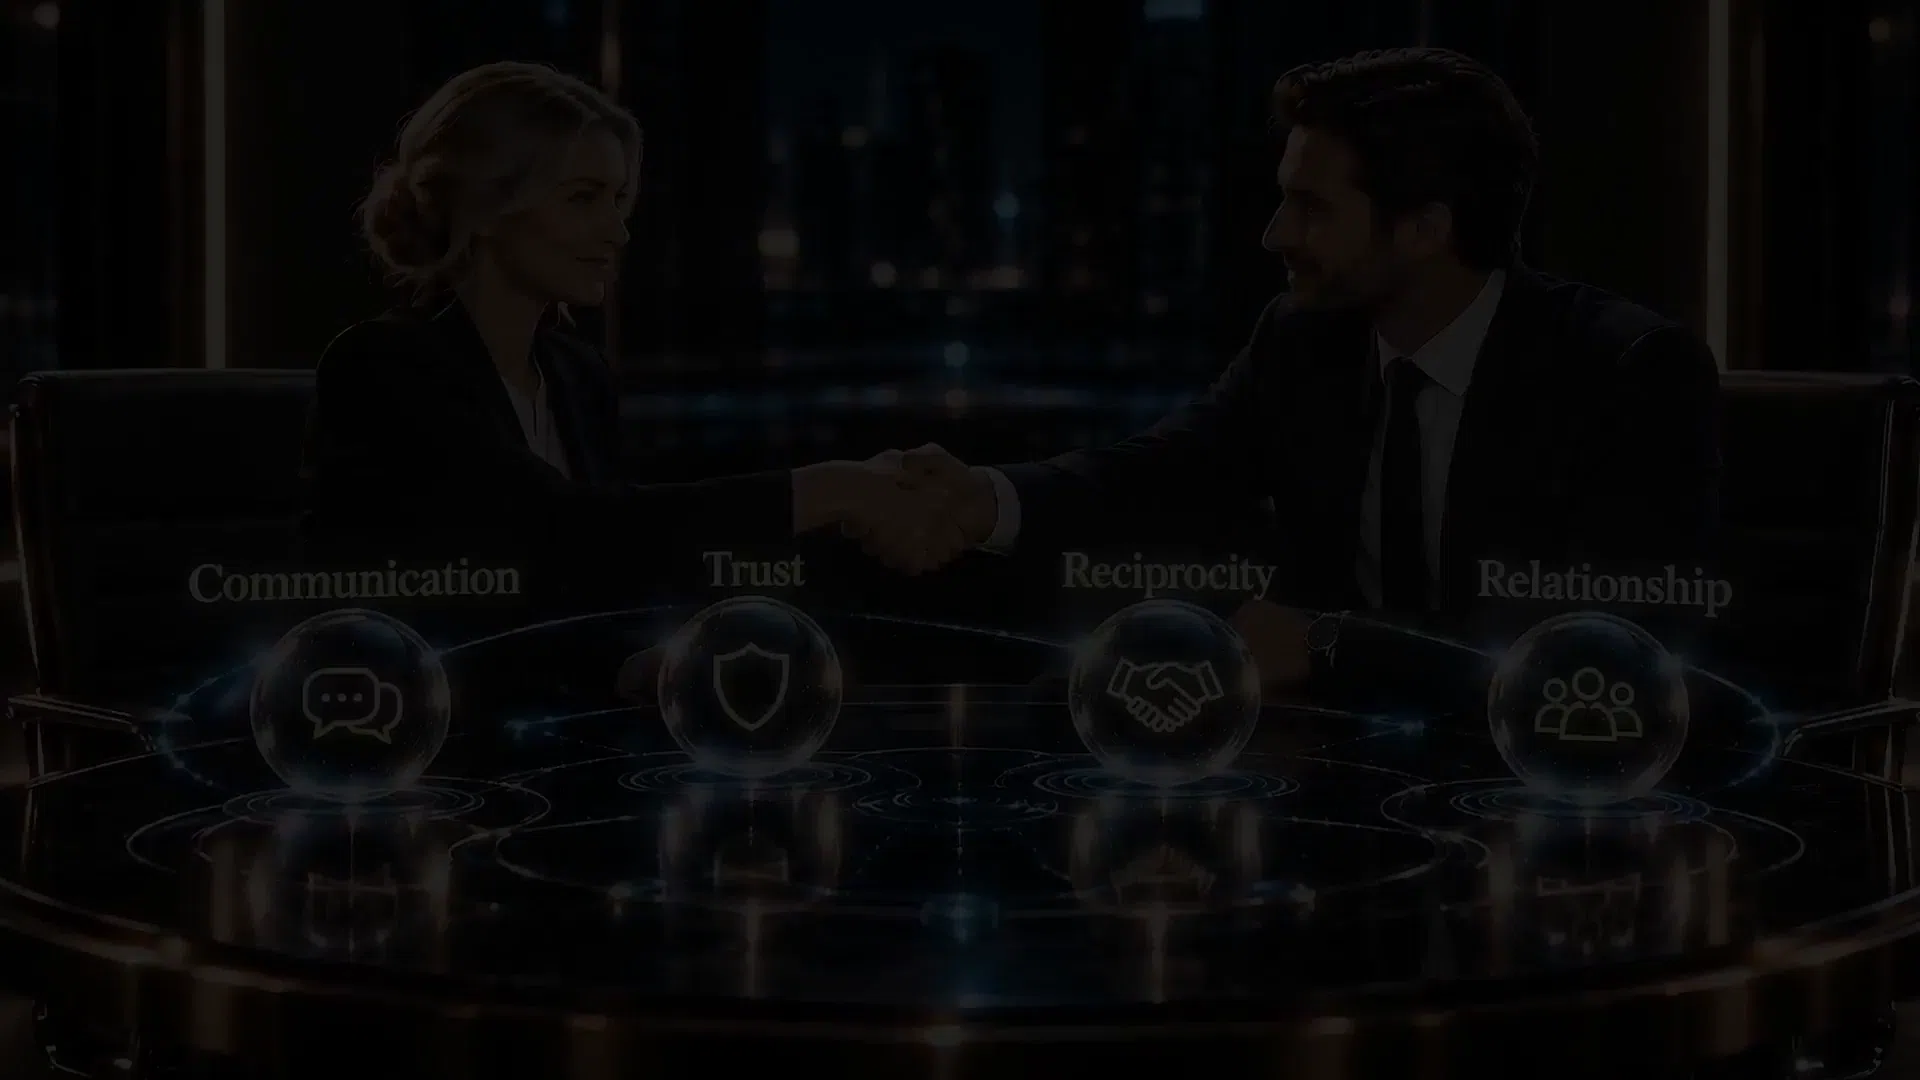 Communication
Trust
Reciprocity
Relationship